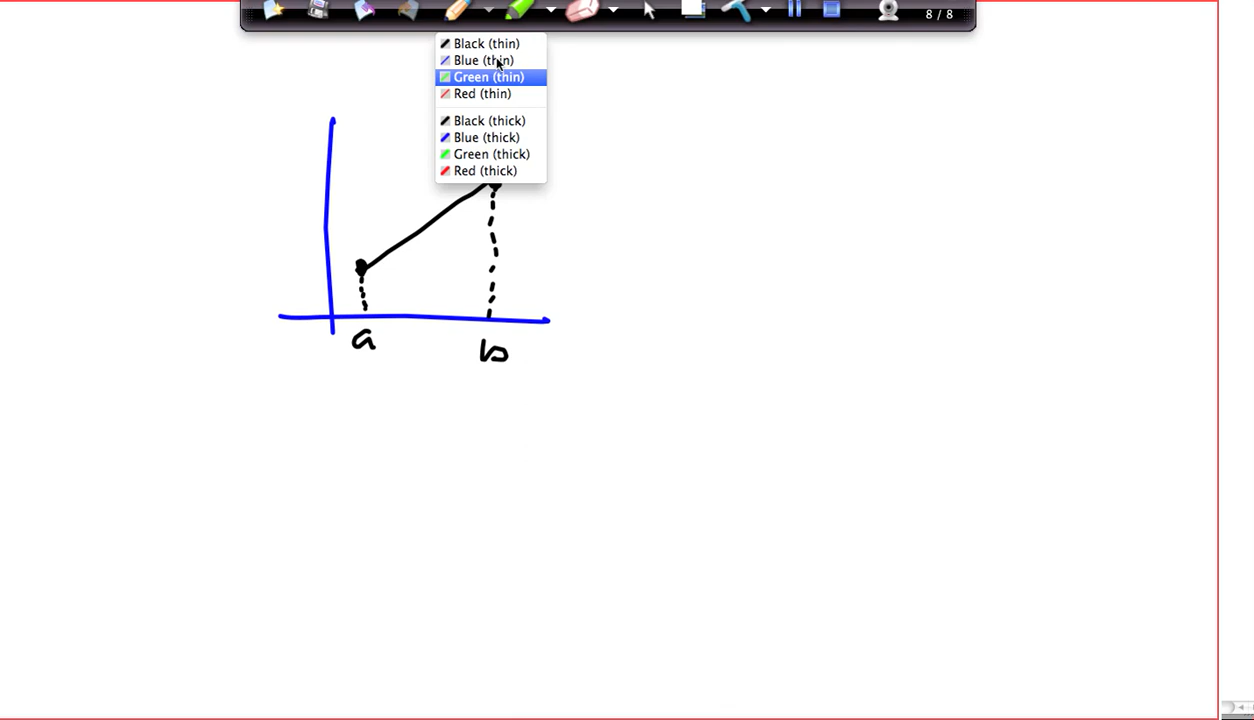 8 / 8
Black (thin)
Blue (thin)
Green (thin)
Red (thin)
Black (thick)
Blue (thick)
Green (thick)
Red (thick)
a
b